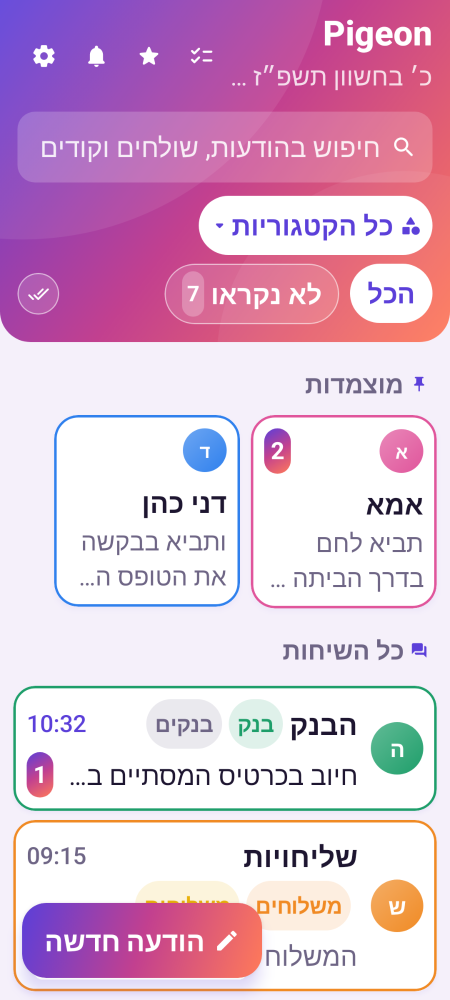 Pigeon
כ׳ בחשוון תשפ״ז ...
חיפוש בהודעות, שולחים וקודים
כל הקטגוריות
הכל
לא נקראו 7
מוצמדות
א
2
אמא
תביא לחם
בדרך הביתה ...
ד
דני כהן
ותביא בבקשה
את הטופס ה...
כל השיחות
ה
הבנק בנק בנקים 10:32
חיוב בכרטיס המסתיים ב... 1
ש
שליחויות 09:15
משלוחים
המשלוח
הודעה חדשה